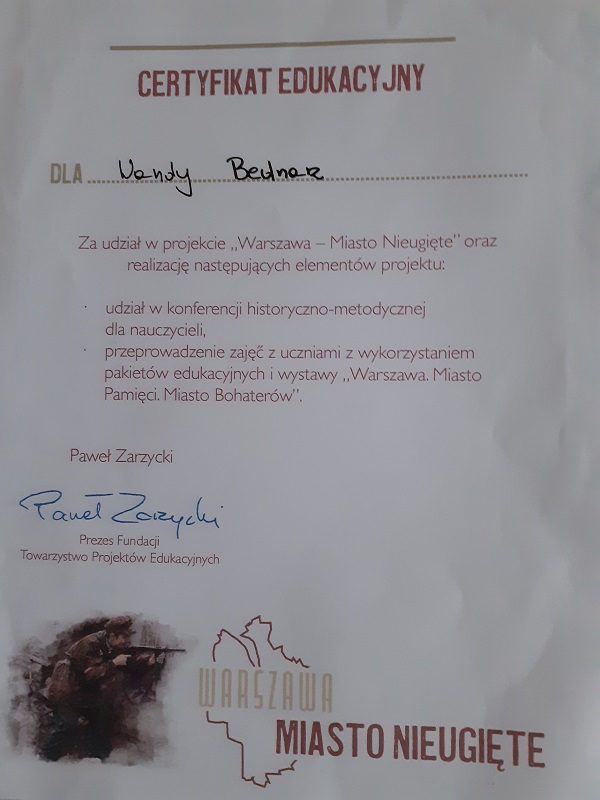 CERTYFIKAT EDUKACYJNY
DLA Wandy Bednarz
Za udział w projekcie „Warszawa – Miasto Nieugięte” oraz
realizację następujących elementów projektu:
· udział w konferencji historyczno-metodycznej
dla nauczycieli,
· przeprowadzenie zajęć z uczniami z wykorzystaniem
pakietów edukacyjnych i wystawy „Warszawa. Miasto
Pamięci. Miasto Bohaterów”.
Paweł Zarzycki
Paweł Zarzycki
Prezes Fundacji
Towarzystwo Projektów Edukacyjnych
WARSZAWA
MIASTO NIEUGIĘTE